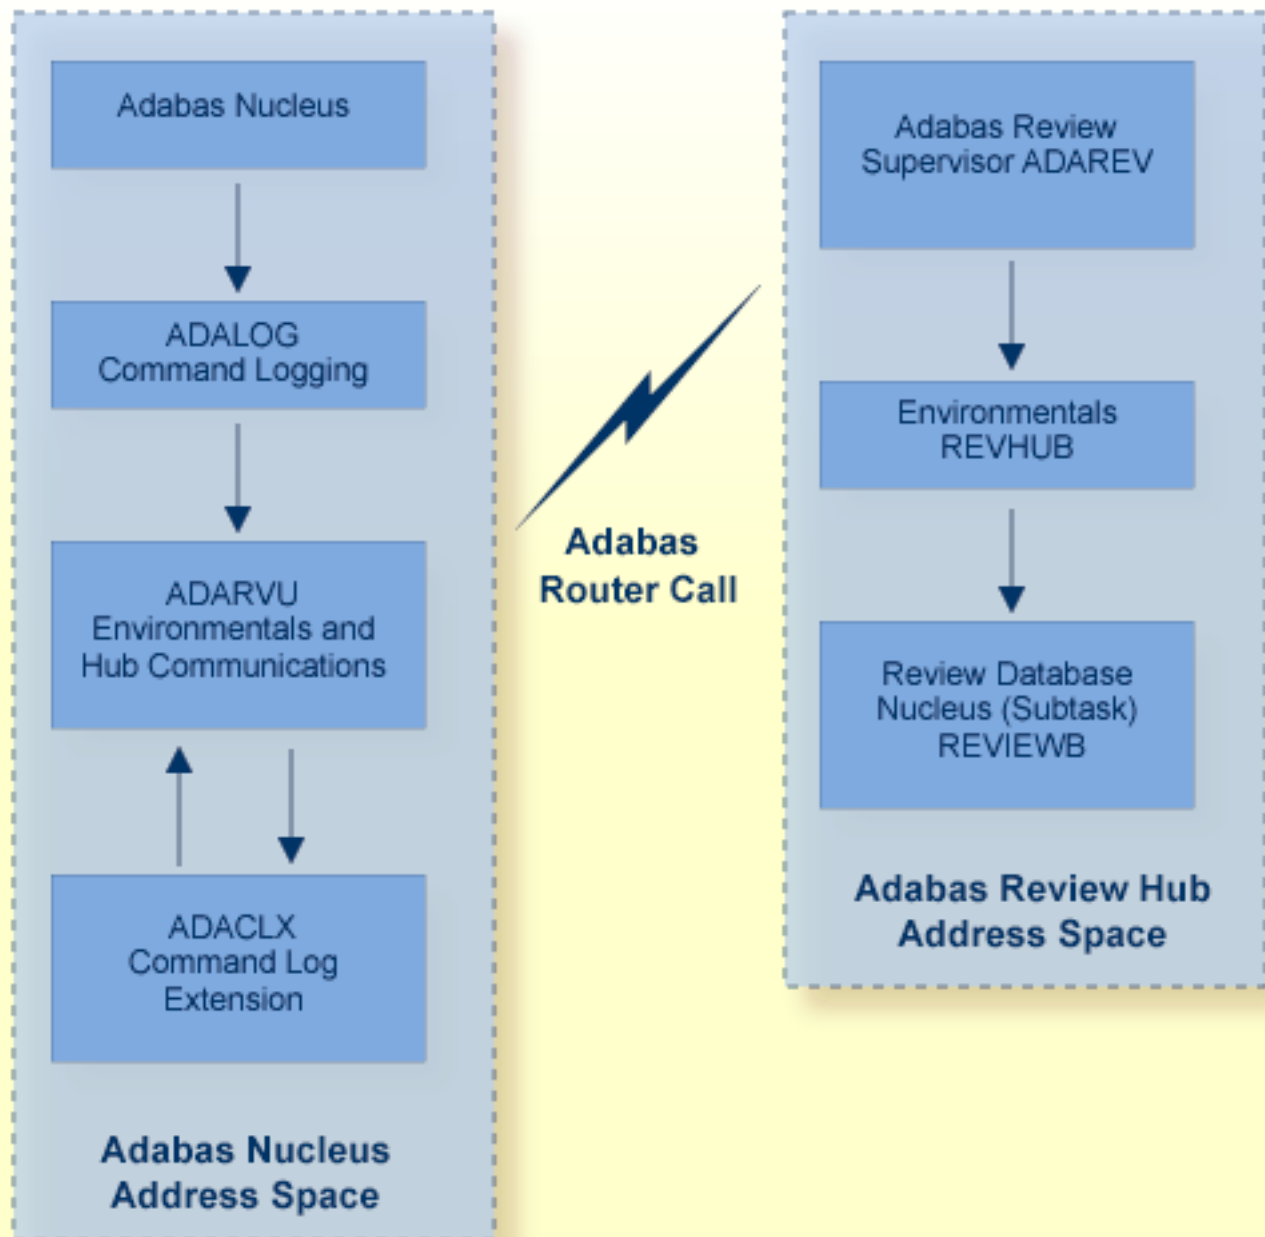 Adabas Nucleus
ADALOG
Command Logging
ADARVU
Environmentals and
Hub Communications
ADACLX
Command Log
Extension
Adabas Nucleus
Address Space
Adabas
Router Call
Adabas Review
Supervisor ADAREV
Environmentals
REVHUB
Review Database
Nucleus (Subtask)
REVIEWB
Adabas Review Hub
Address Space